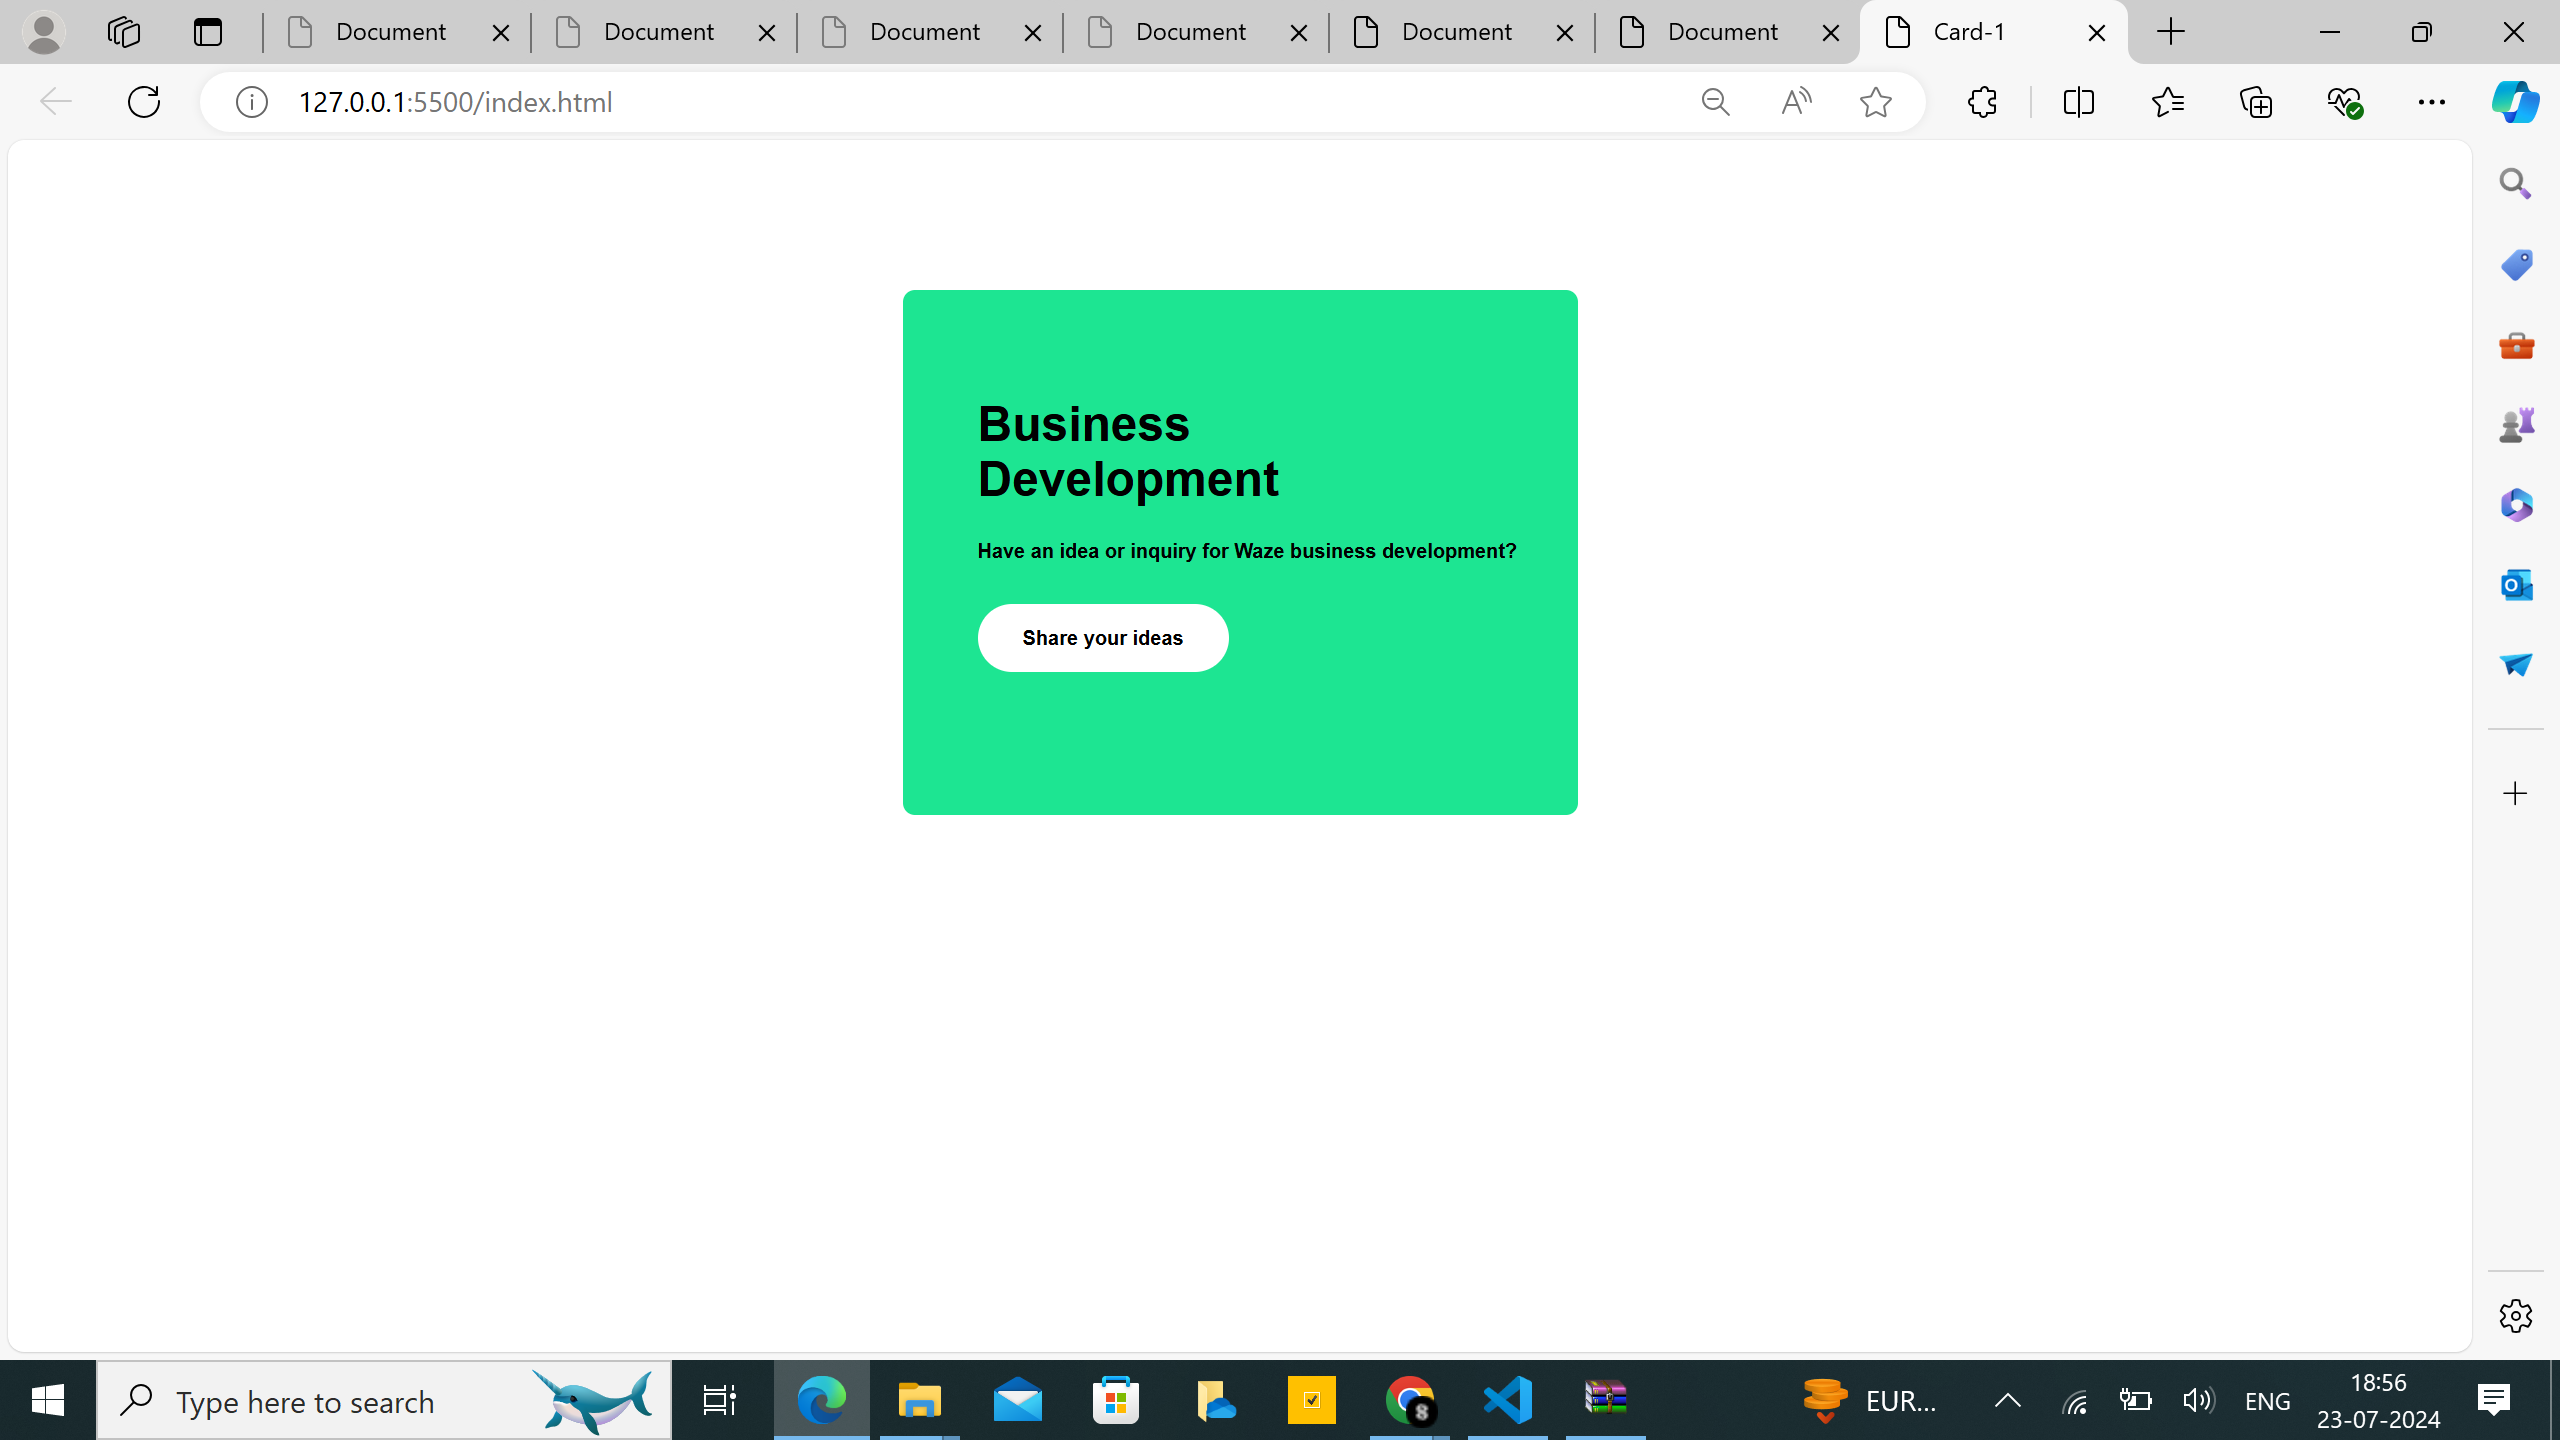 Document Document Document Document Document Document Card-1
127.0.0.1:5500/index.html
Business
Development
Have an idea or inquiry for Waze business development?
Share your ideas
Type here to search
EUR...
ENG
18:56
23-07-2024